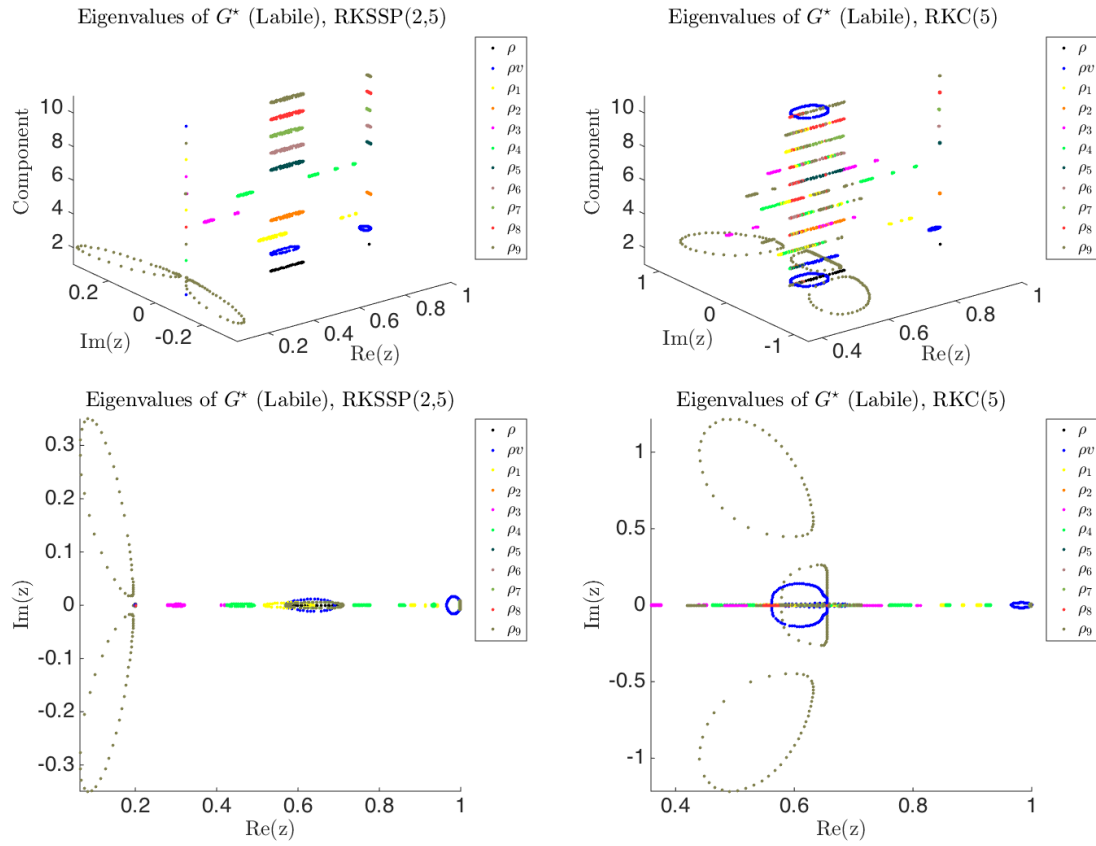 Eigenvalues of G⋆ (Labile), RKSSP(2,5)
10
8
6
4
2
Component
0.2
0
-0.2
Im(z)
0.2
0.4
0.6
0.8
1
Re(z)
ρ
ρv
ρ1
ρ2
ρ3
ρ4
ρ5
ρ6
ρ7
ρ8
ρ9
Eigenvalues of G⋆ (Labile), RKC(5)
10
8
6
4
2
Component
1
0
-1
Im(z)
0.4
0.6
0.8
1
Re(z)
ρ
ρv
ρ1
ρ2
ρ3
ρ4
ρ5
ρ6
ρ7
ρ8
ρ9
Eigenvalues of G⋆ (Labile), RKSSP(2,5)
0.3
0.2
0.1
0
-0.1
-0.2
-0.3
Im(z)
0.2
0.4
0.6
0.8
1
Re(z)
ρ
ρv
ρ1
ρ2
ρ3
ρ4
ρ5
ρ6
ρ7
ρ8
ρ9
Eigenvalues of G⋆ (Labile), RKC(5)
1
0.5
0
-0.5
-1
Im(z)
0.4
0.6
0.8
1
Re(z)
ρ
ρv
ρ1
ρ2
ρ3
ρ4
ρ5
ρ6
ρ7
ρ8
ρ9